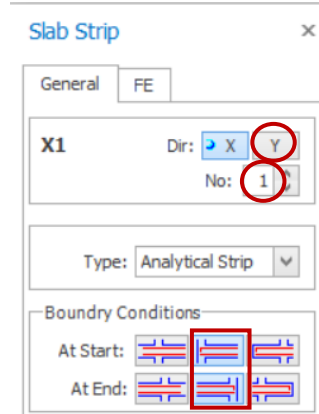 Slab Strip ×
General FE
X1 Dir: X Y
No: 1
Type: Analytical Strip
Boundry Conditions
At Start:
At End: